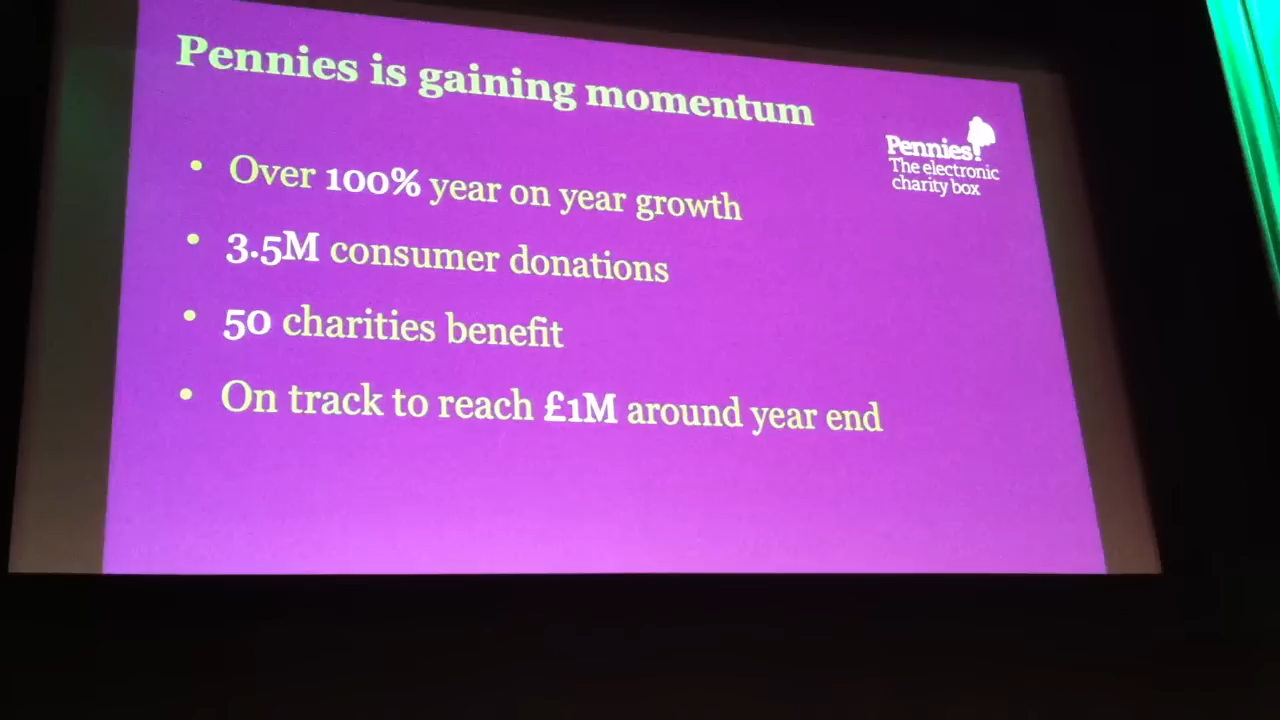 Pennies is gaining momentum
Pennies!
The electronic
charity box
• Over 100% year on year growth
• 3.5M consumer donations
• 50 charities benefit
• On track to reach £1M around year end